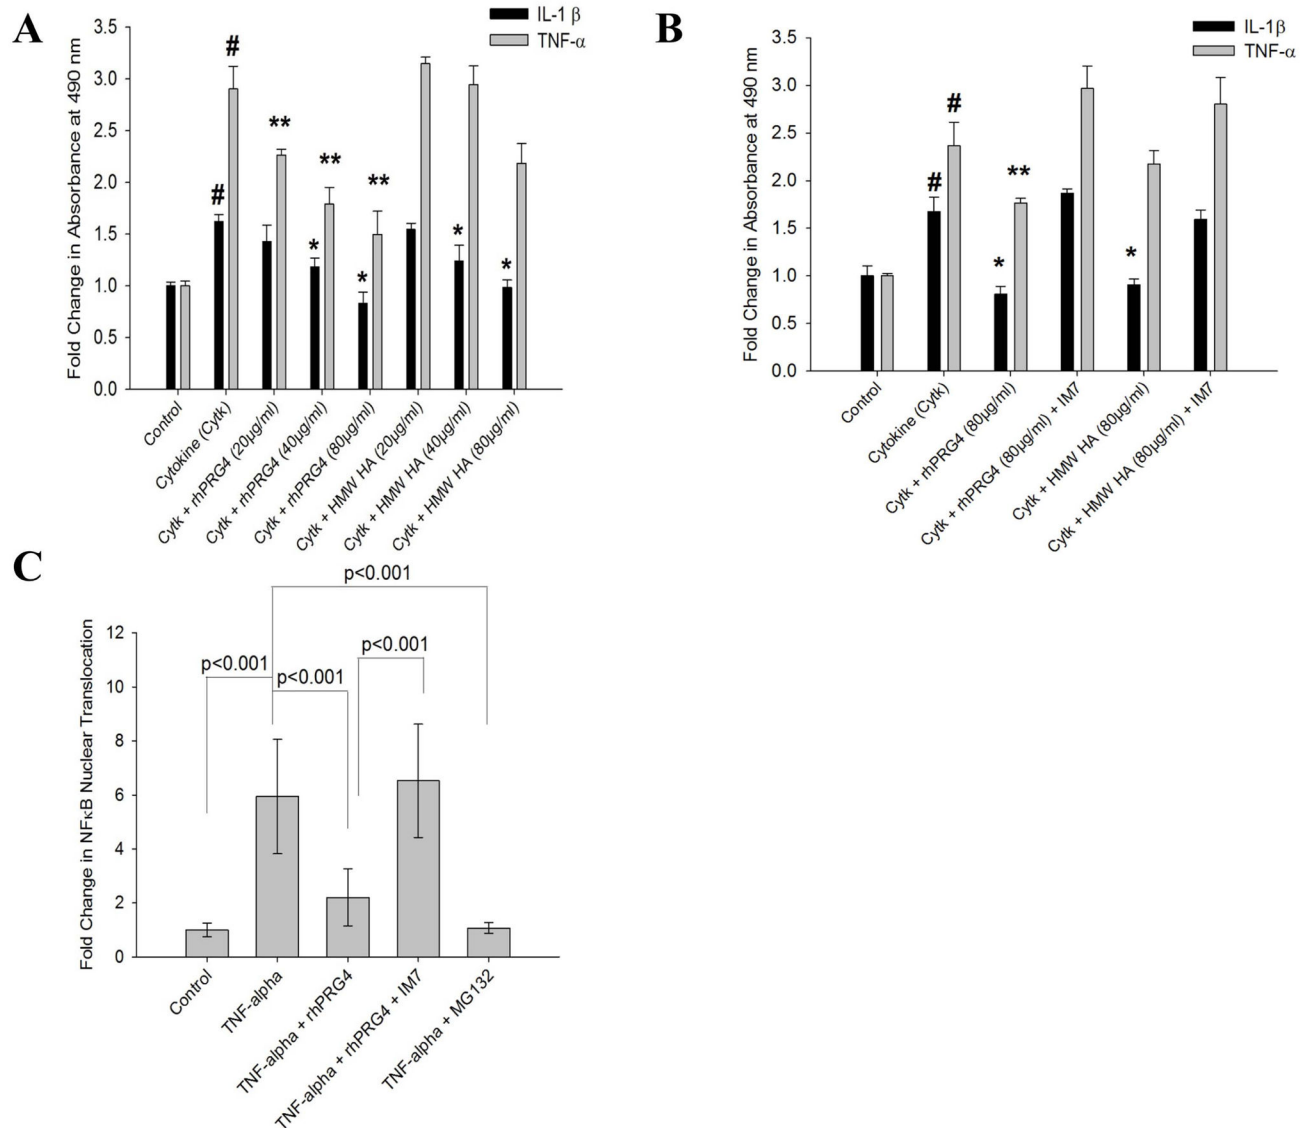 A
IL-1 β
TNF-α
Fold Change in Absorbance at 490 nm
3.5
3.0
2.5
2.0
1.5
1.0
0.5
0.0
#
#
**
*
**
*
**
*
*
Control
Cytokine (Cytk)
Cytk + rhPRG4 (20µg/ml)
Cytk + rhPRG4 (40µg/ml)
Cytk + rhPRG4 (80µg/ml)
Cytk + HMW HA (20µg/ml)
Cytk + HMW HA (40µg/ml)
Cytk + HMW HA (80µg/ml)
B
IL-1β
TNF-α
Fold Change in Absorbance at 490 nm
3.5
3.0
2.5
2.0
1.5
1.0
0.5
0.0
#
#
*
**
*
Control
Cytokine (Cytk)
Cytk + rhPRG4 (80µg/ml)
Cytk + rhPRG4 (80µg/ml) + IM7
Cytk + HMW HA (80µg/ml)
Cytk + HMW HA (80µg/ml) + IM7
C
Fold Change in NFκB Nuclear Translocation
12
10
8
6
4
2
0
p<0.001
p<0.001
p<0.001
p<0.001
Control
TNF-alpha
TNF-alpha + rhPRG4
TNF-alpha + rhPRG4 + IM7
TNF-alpha + MG132